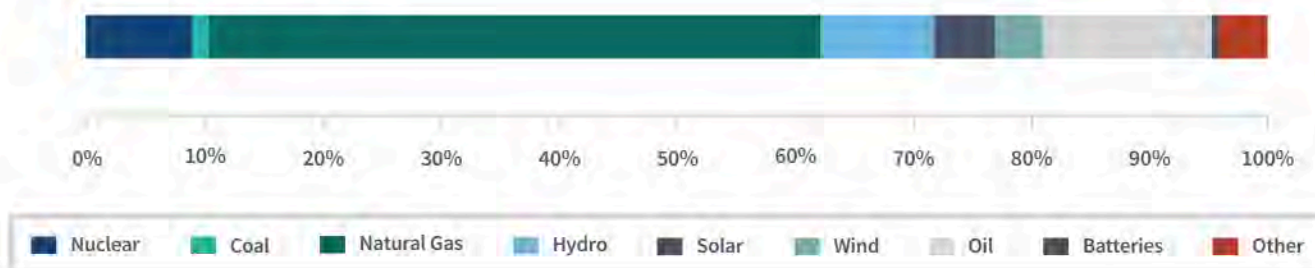 0% 10% 20% 30% 40% 50% 60% 70% 80% 90% 100%
Nuclear Coal Natural Gas Hydro Solar Wind Oil Batteries Other